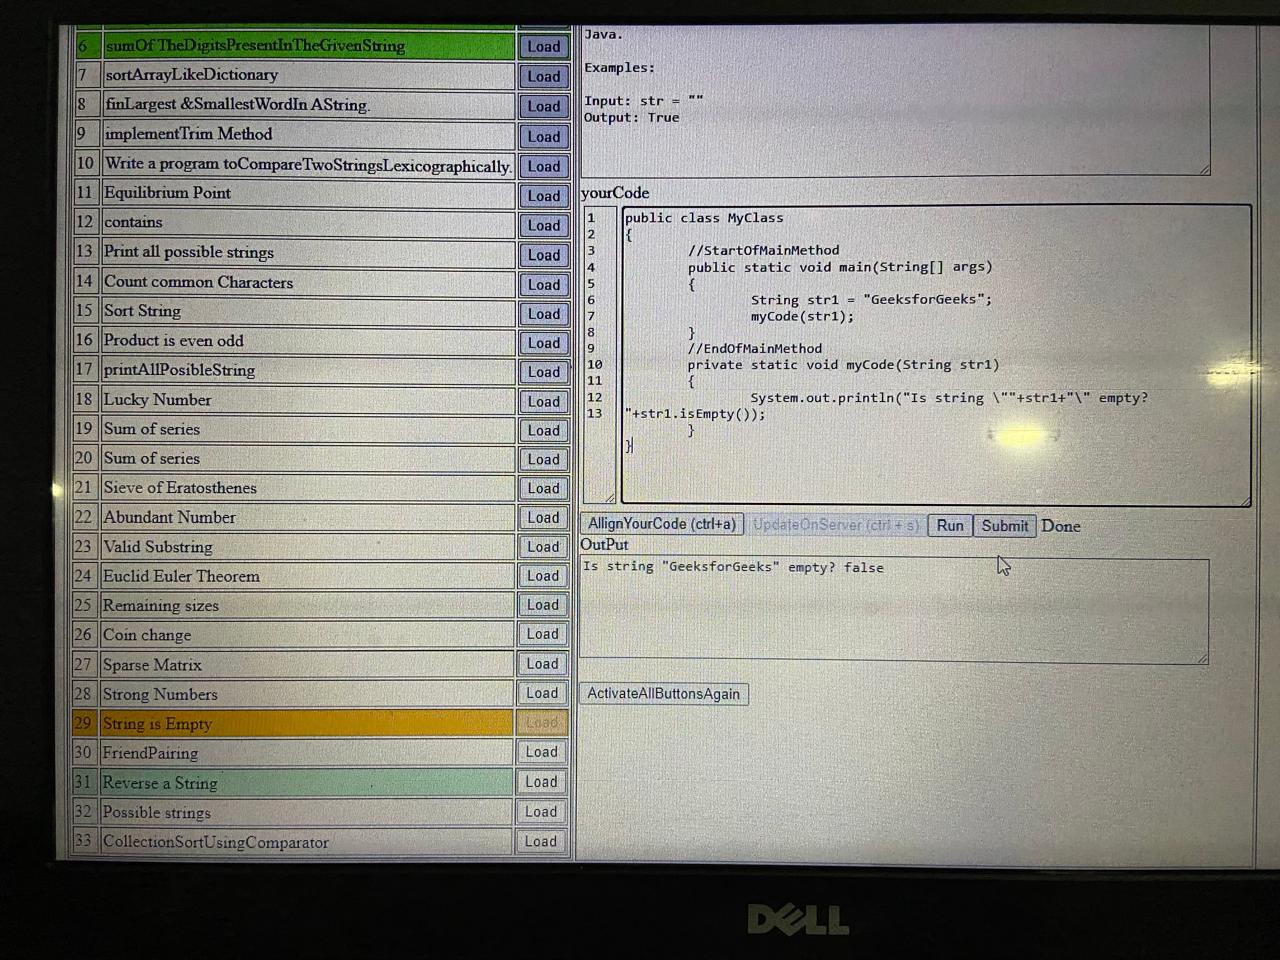 6 sumOf TheDigitsPresentInTheGivenString Load
7 sortArrayLikeDictionary Load
8 finLargest &SmallestWordIn AString. Load
9 implementTrim Method Load
10 Write a program toCompareTwoStringsLexicographically. Load
11 Equilibrium Point Load
12 contains Load
13 Print all possible strings Load
14 Count common Characters Load
15 Sort String Load
16 Product is even odd Load
17 printAllPosibleString Load
18 Lucky Number Load
19 Sum of series Load
20 Sum of series Load
21 Sieve of Eratosthenes Load
22 Abundant Number Load
23 Valid Substring Load
24 Euclid Euler Theorem Load
25 Remaining sizes Load
26 Coin change Load
27 Sparse Matrix Load
28 Strong Numbers Load
29 String is Empty Load
30 FriendPairing Load
31 Reverse a String Load
32 Possible strings Load
33 CollectionSortUsingComparator Load
Java.
Examples:
Input: str = ""
Output: True
yourCode
1 public class MyClass
2 {
3 //StartOfMainMethod
4 public static void main(String[] args)
5 {
6 String str1 = "GeeksforGeeks";
7 myCode(str1);
8 }
9 //EndOfMainMethod
10 private static void myCode(String str1)
11 {
12 System.out.println("Is string \""+str1+"\" empty?
13 "+str1.isEmpty());
}
}
AllignYourCode (ctrl+a) UpdateOnServer (ctrl + s) Run Submit Done
OutPut
Is string "GeeksforGeeks" empty? false
ActivateAllButtonsAgain
DELL